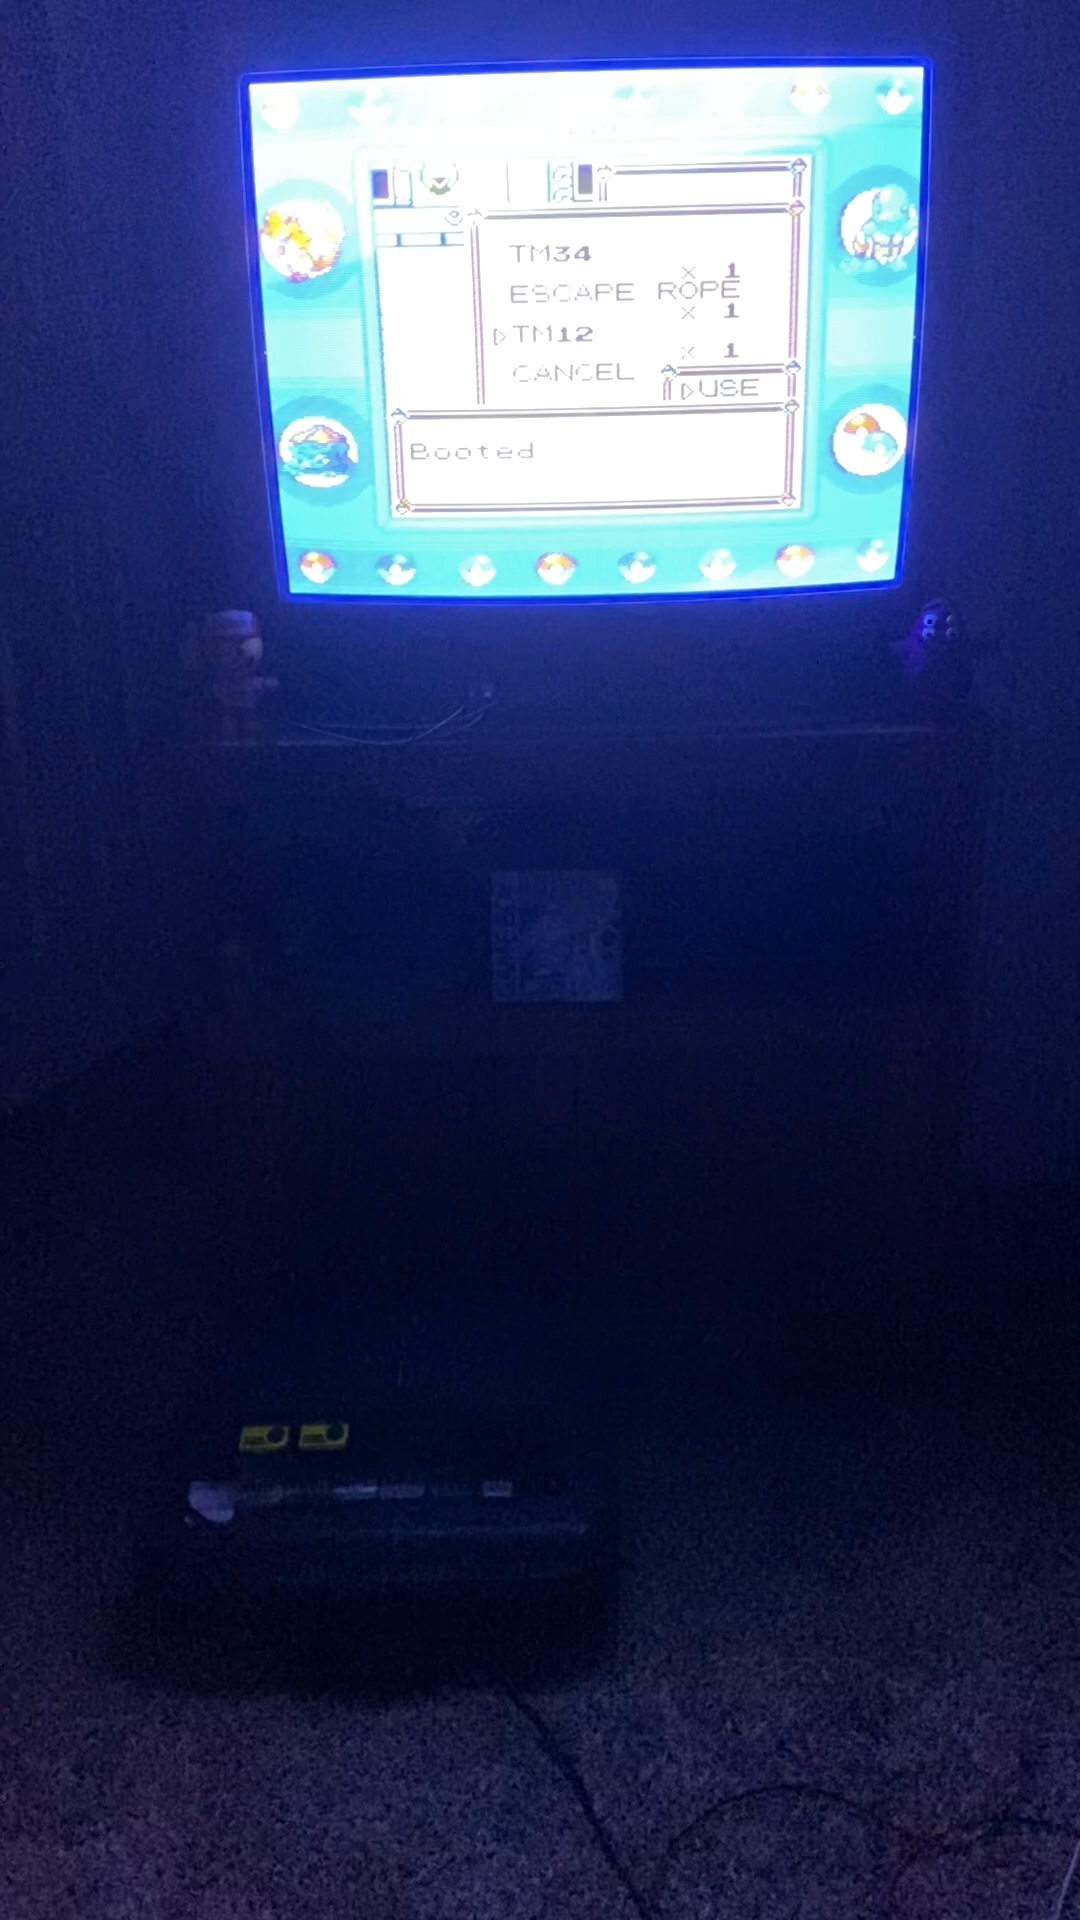 TM34
× 1
ESCAPE ROPE
× 1
▷TM12
× 1
CANCEL
▷USE
Booted